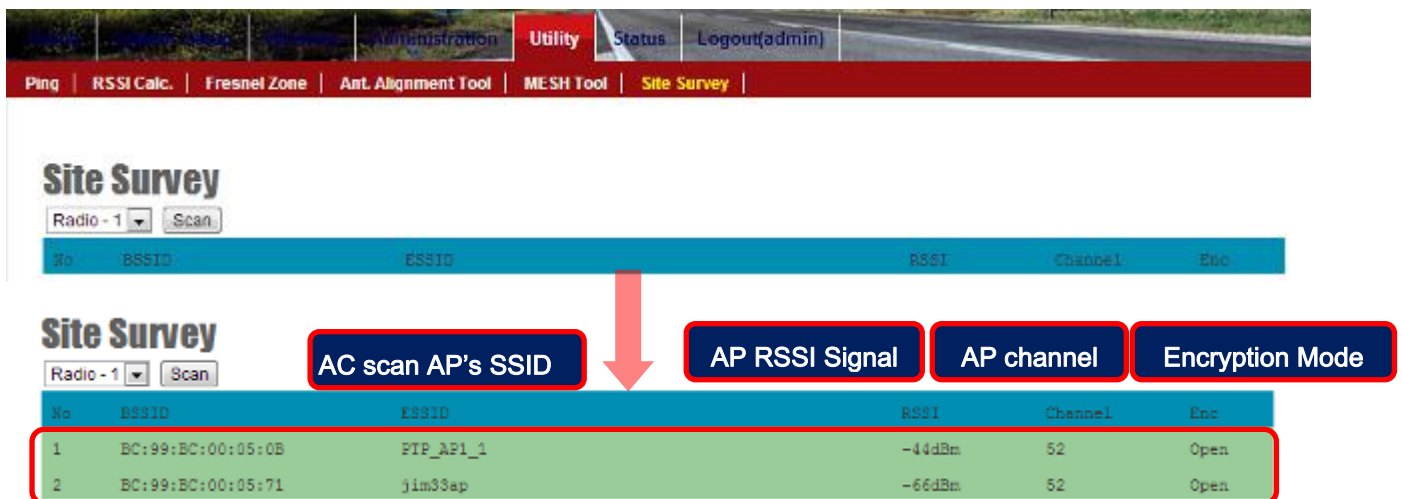 Administration Utility Status Logout(admin)
Ping | RSSI Calc. | Fresnel Zone | Ant. Alignment Tool | MESH Tool | Site Survey |
Site Survey
Radio - 1 Scan
No BSSID ESSID RSSI Channel Enc
Site Survey
AC scan AP's SSID AP RSSI Signal AP channel Encryption Mode
Radio - 1 Scan
No BSSID ESSID RSSI Channel Enc
1 BC:99:BC:00:05:0B PTP_AP1_1 -44dBm 52 Open
2 BC:99:BC:00:05:71 jim33ap -66dBm 52 Open